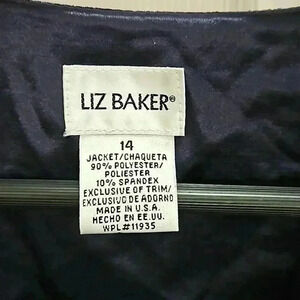 LIZ BAKER®
14
JACKET/CHAQUETA
90% POLYESTER/
POLIESTER
10% SPANDEX
EXCLUSIVE OF TRIM/
EXCLUSIVO DE ADORNO
MADE IN U.S.A.
HECHO EN EE.UU.
WPL#11935